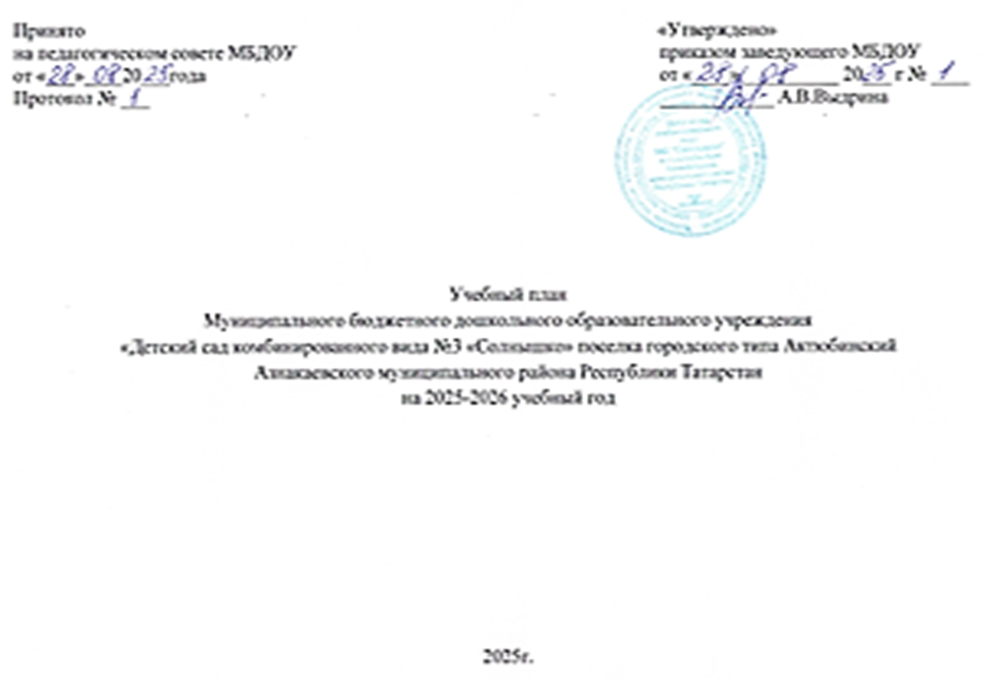 Принято
на педагогическом совете МБДОУ
от «28» 08 2025 года
Протокол № 1
«Утверждено»
приказом заведующего МБДОУ
от «28» 08 2025 г № 1
А.В.Выдрина
Учебный план
Муниципального бюджетного дошкольного образовательного учреждения
«Детский сад комбинированного вида №3 «Солнышко» поселка городского типа Актюбинский
Азнакаевского муниципального района Республики Татарстан
на 2025-2026 учебный год
2025г.